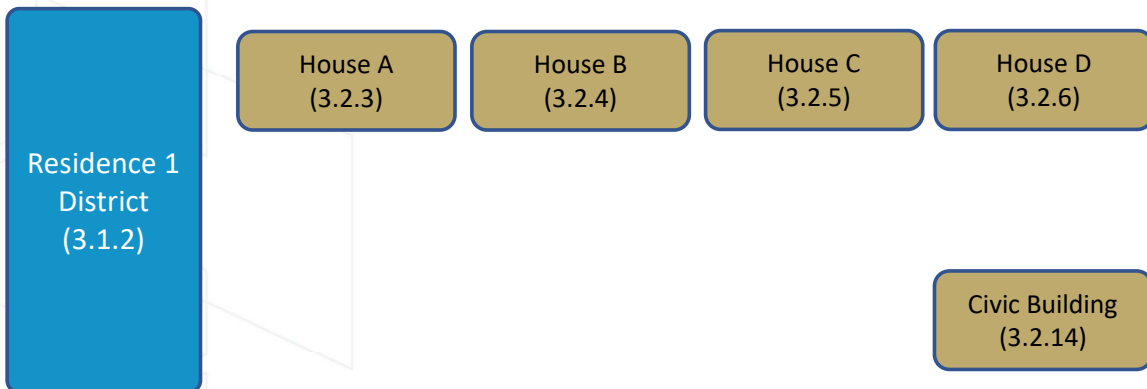 Residence 1
District
(3.1.2)
House A
(3.2.3)
House B
(3.2.4)
House C
(3.2.5)
House D
(3.2.6)
Civic Building
(3.2.14)